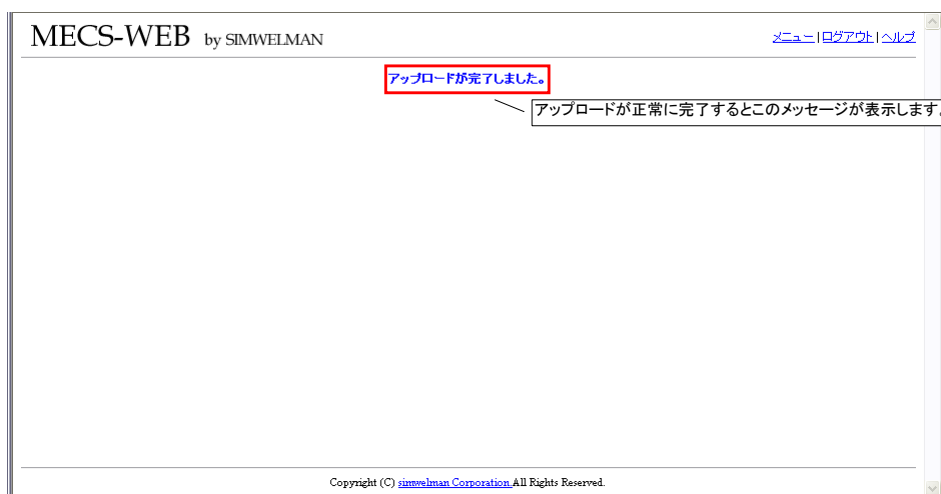 MECS-WEB by SIMWELMAN
メニュー | ログアウト | ヘルプ
アップロードが完了しました。
アップロードが正常に完了するとこのメッセージが表示します。
Copyright (C) simwelman Corporation All Rights Reserved.